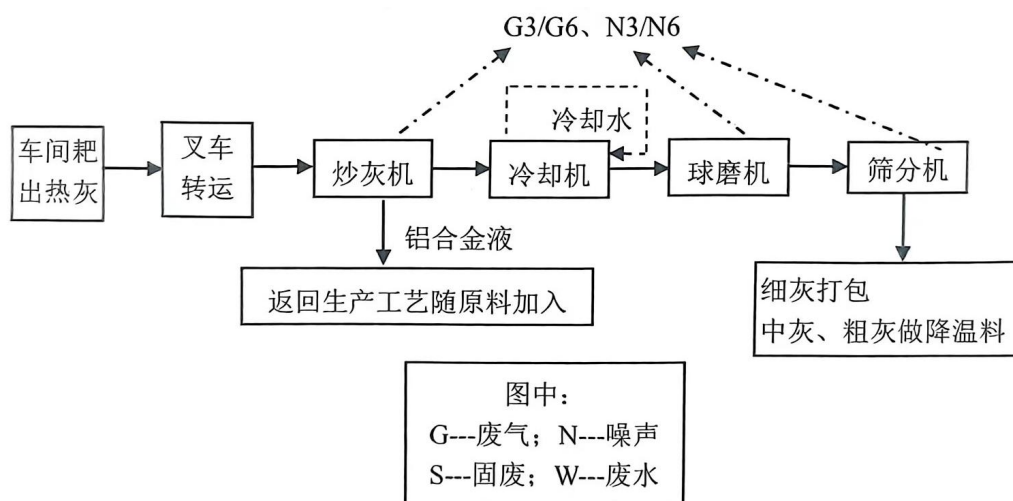 G3/G6、N3/N6
车间耙
出热灰
叉车
转运
炒灰机
冷却水
冷却机
球磨机
筛分机
铝合金液
返回生产工艺随原料加入
细灰打包
中灰、粗灰做降温料
图中：
G---废气；N---噪声
S---固废；W---废水